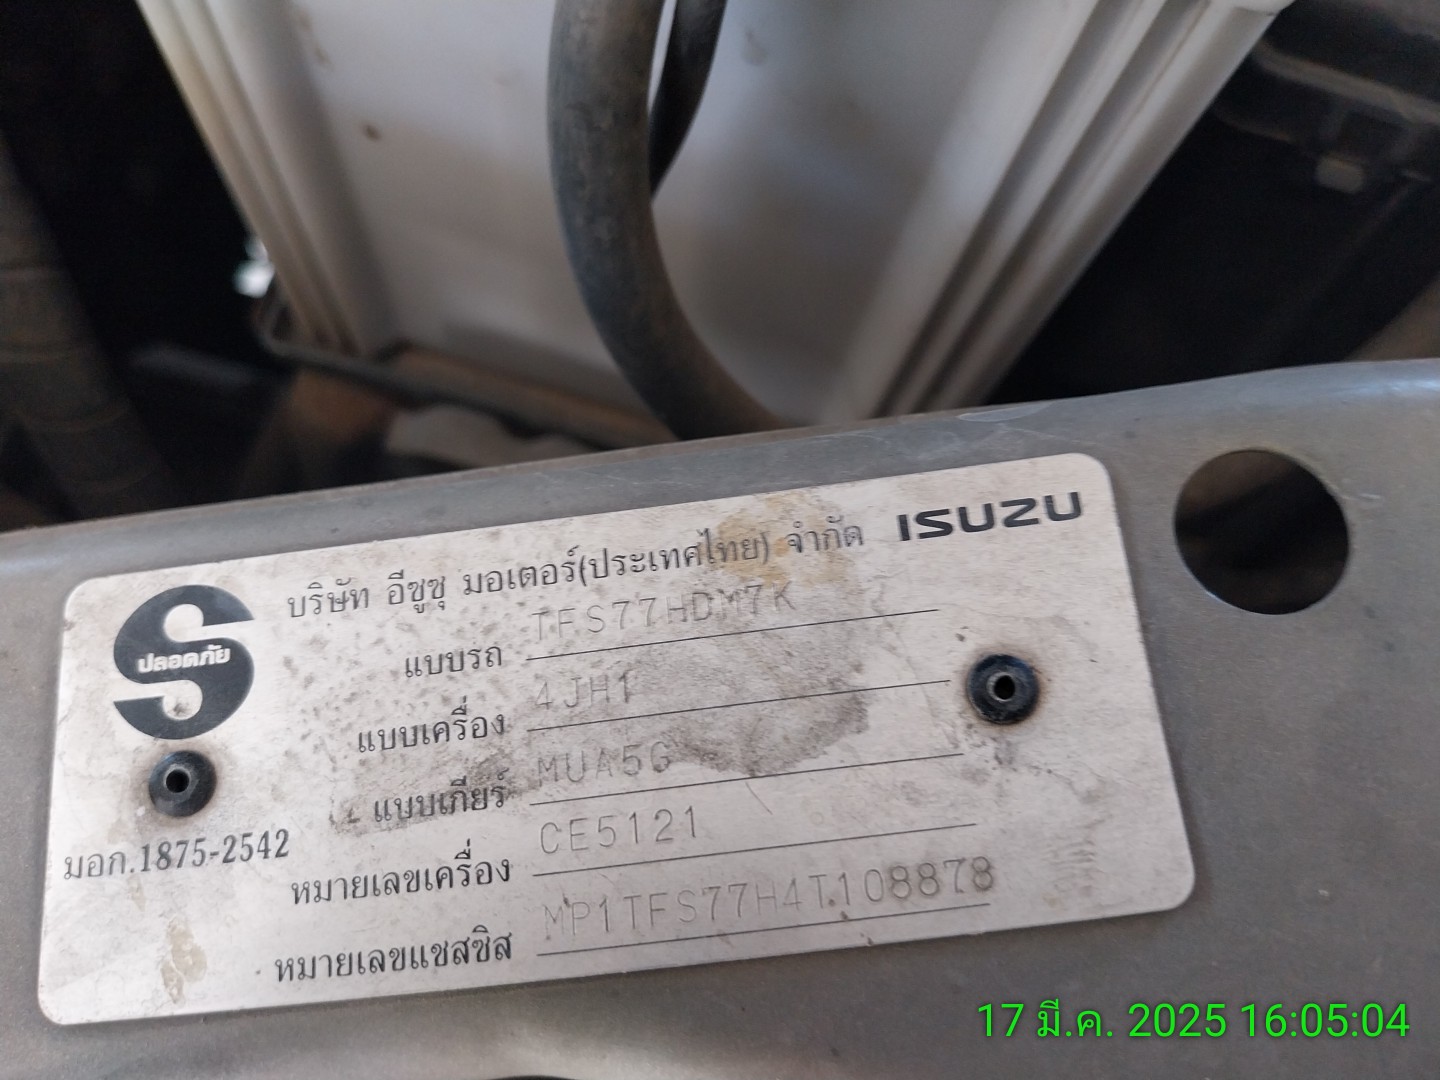 บริษัท อีซูซุ มอเตอร์(ประเทศไทย) จำกัด ISUZU
ปลอดภัย
แบบรถ TFS77HDM7K
แบบเครื่อง 4JH1
แบบเกียร์ MUA5G
มอก.1875-2542
หมายเลขเครื่อง CE5121
หมายเลขแชสซิส MP1TFS77H4T108878
17 มี.ค. 2025 16:05:04